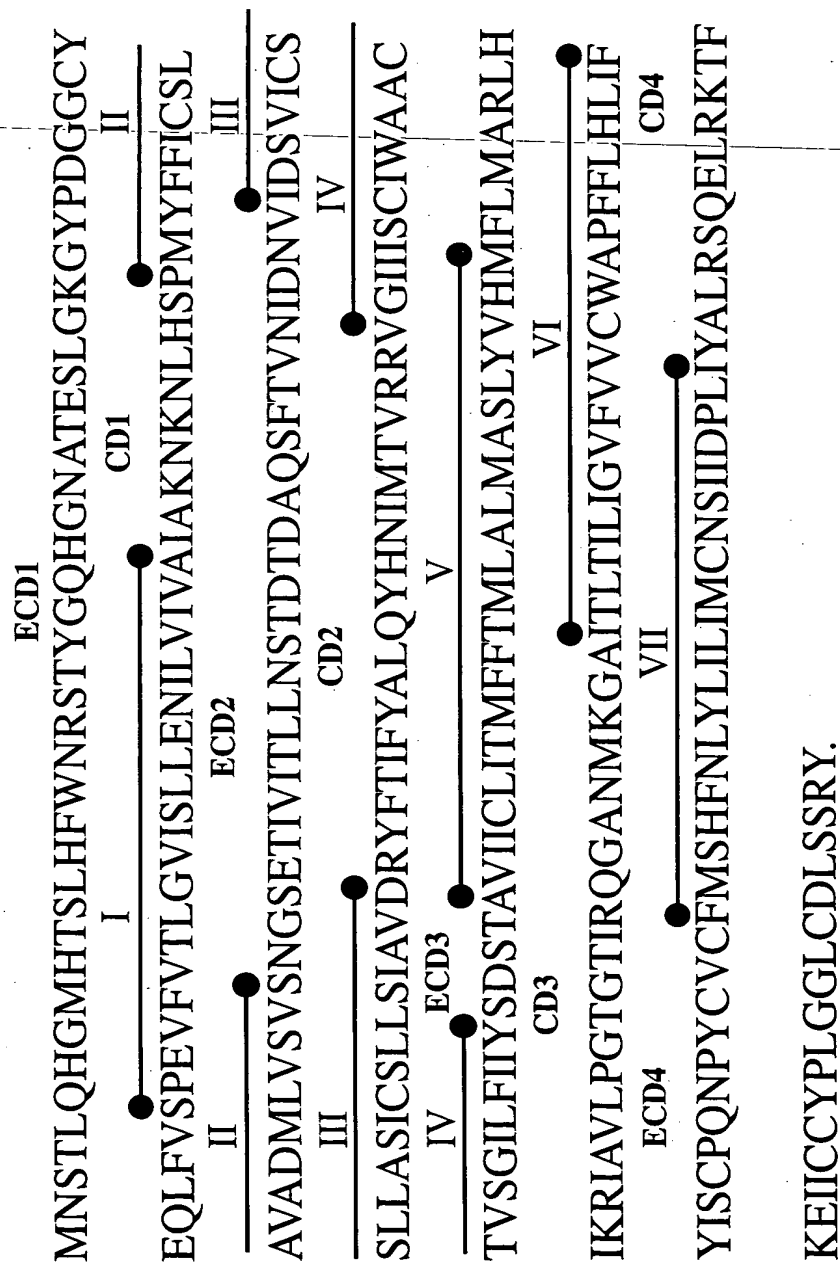 ECD1
MNSTLQHGMHTSLHFWNRSTYGQHGNATESLGKGYPDGGCY
I CD1 II
EQLFVSPEVFVTLGVISLLENILVIVAIAKNKNLHSPMYFFICSL
II ECD2 III
AVADMLVSVSNGSETIVITLLNSTDTDAQSFTVNIDNVIDSVICS
III CD2 IV
SLLASICSLLSIAVDRYFTIFYALQYHNIMTVRRVGIIISCIWAAC
IV ECD3 V
TVSGILFIIYSDSTAVIICLITMFFTMLALMASLYVHMFLMARLH
CD3 VI
IKRIAVLPGTGTIRQGANMKGAITLTILIGVFVVCWAPFFLHLIF
ECD4 VII CD4
YISCPQNPYCVCFMSHFNLYLILIMCNSIIDPLIYALRSQELRKTF
KEIICCYPLGGLCDLSSRY.